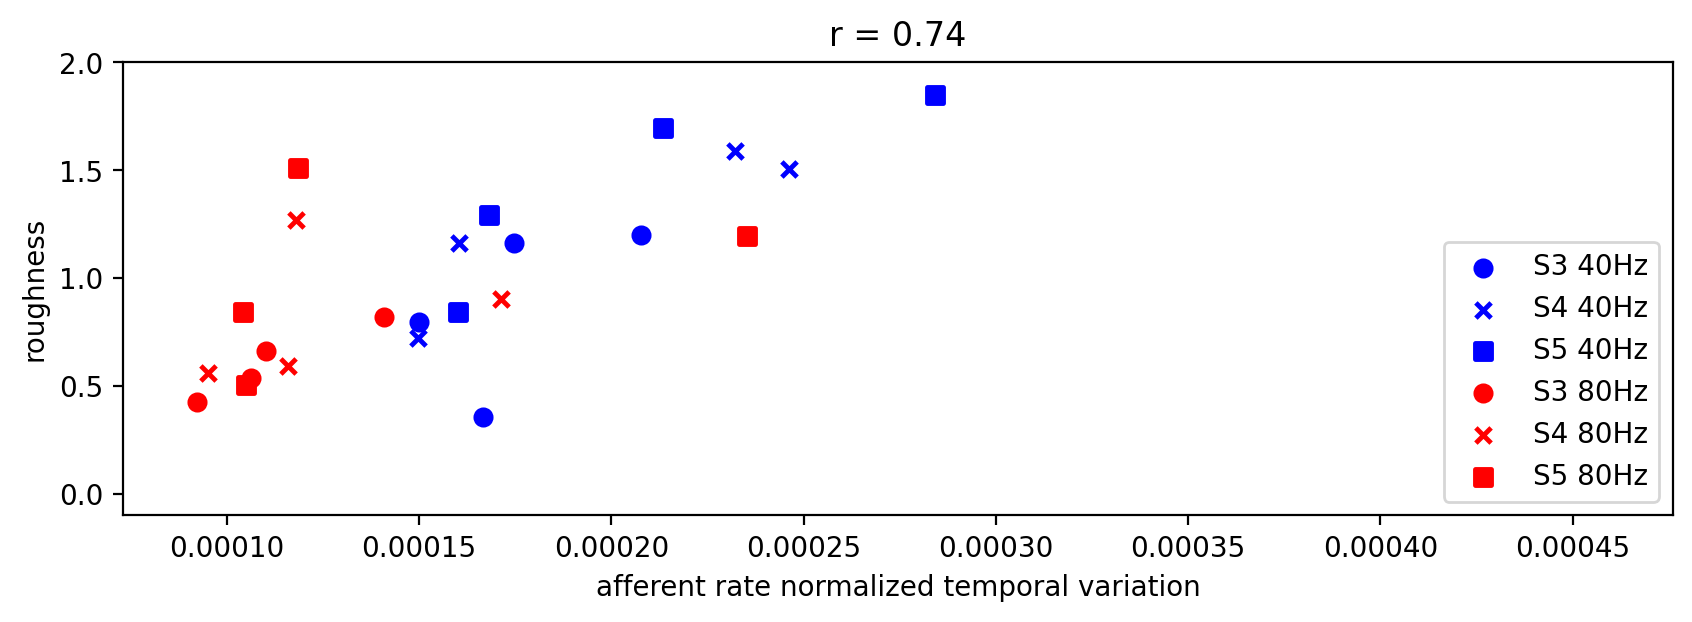 r = 0.74
2.0
1.5
1.0
0.5
0.0
roughness
S3 40Hz
S4 40Hz
S5 40Hz
S3 80Hz
S4 80Hz
S5 80Hz
0.00010 0.00015 0.00020 0.00025 0.00030 0.00035 0.00040 0.00045
afferent rate normalized temporal variation